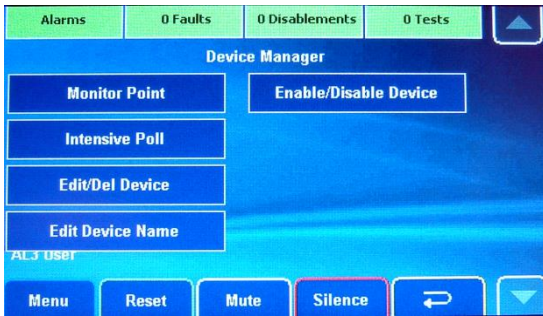 Alarms 0 Faults 0 Disablements 0 Tests
Device Manager
Monitor Point Enable/Disable Device
Intensive Poll
Edit/Del Device
Edit Device Name
AL3 User
Menu Reset Mute Silence